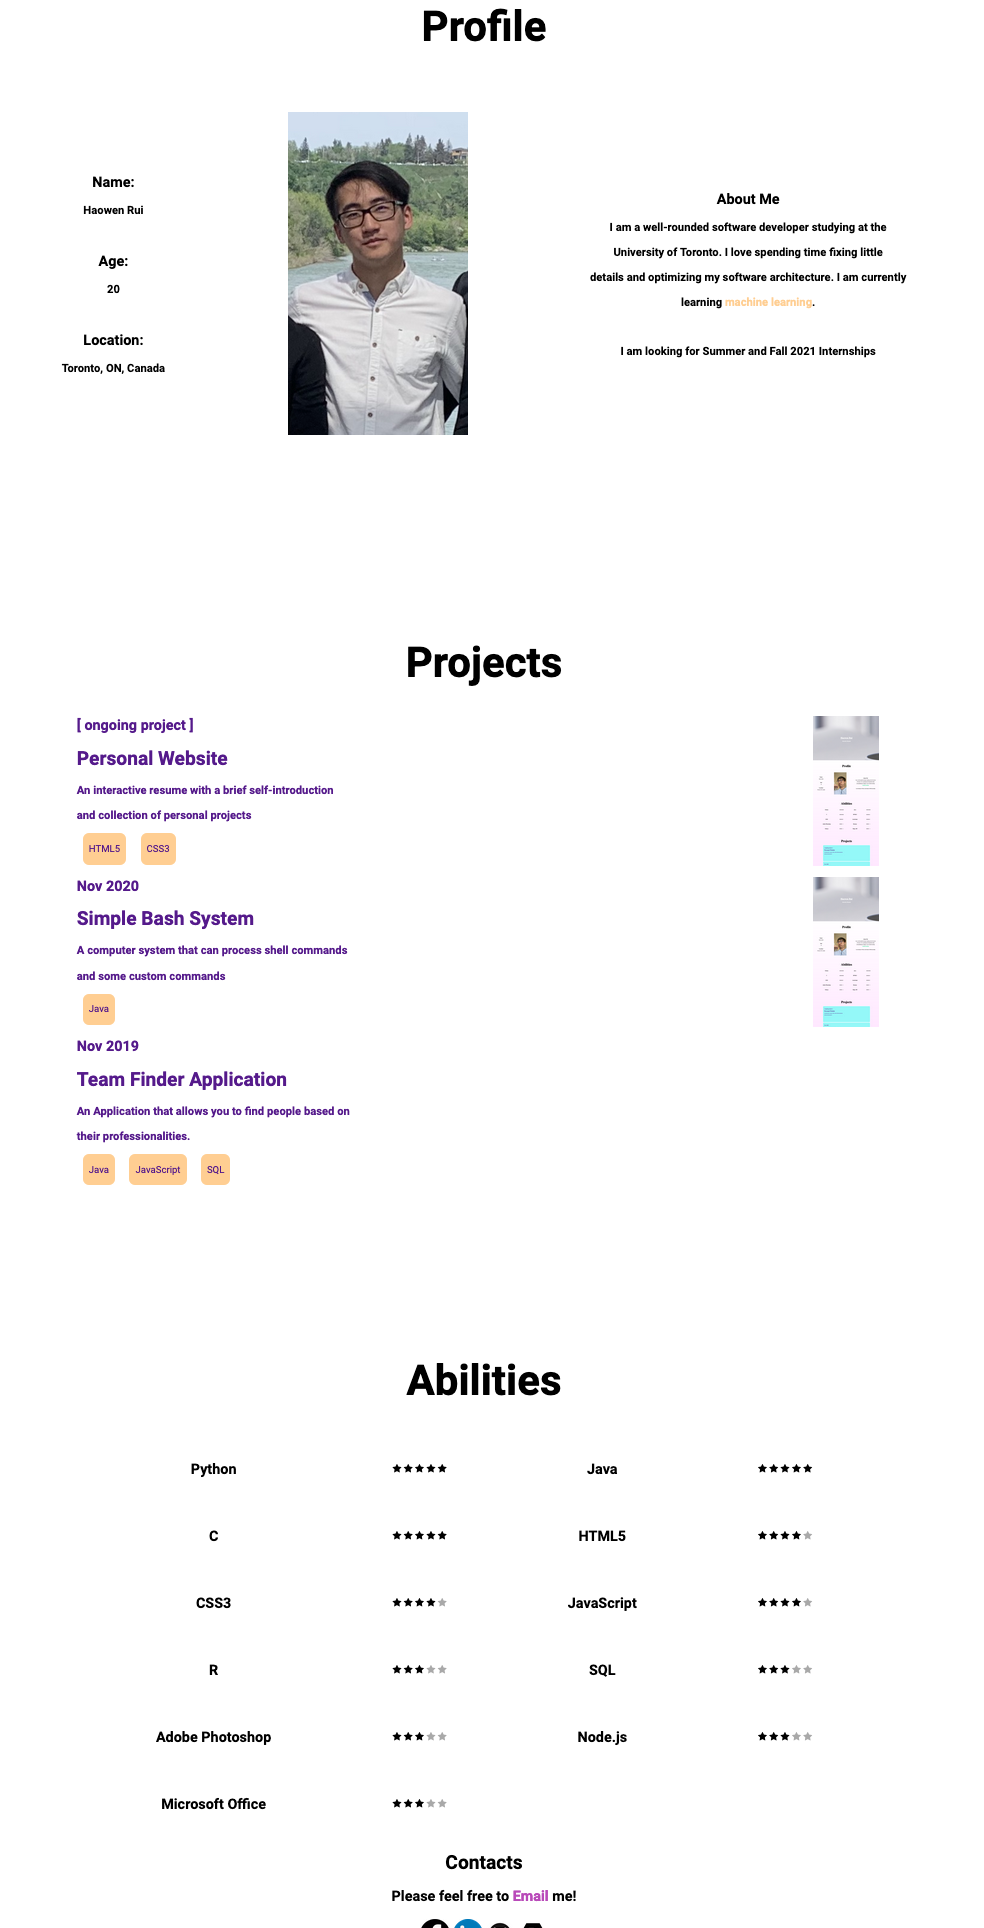 Profile
Name:
Haowen Rui
Age:
20
Location:
Toronto, ON, Canada
About Me
I am a well-rounded software developer studying at the
University of Toronto. I love spending time fixing little
details and optimizing my software architecture. I am currently
learning machine learning.
I am looking for Summer and Fall 2021 Internships
Projects
[ ongoing project ]
Personal Website
An interactive resume with a brief self-introduction
and collection of personal projects
HTML5 CSS3
Nov 2020
Simple Bash System
A computer system that can process shell commands
and some custom commands
Java
Nov 2019
Team Finder Application
An Application that allows you to find people based on
their professionalities.
Java JavaScript SQL
Profile
Abilities
Projects
Profile
Abilities
Projects
Abilities
Python ★★★★★ Java ★★★★★
C ★★★★★ HTML5 ★★★★★
CSS3 ★★★★★ JavaScript ★★★★★
R ★★★★★ SQL ★★★★★
Adobe Photoshop ★★★★★ Node.js ★★★★★
Microsoft Office ★★★★★
Contacts
Please feel free to Email me!